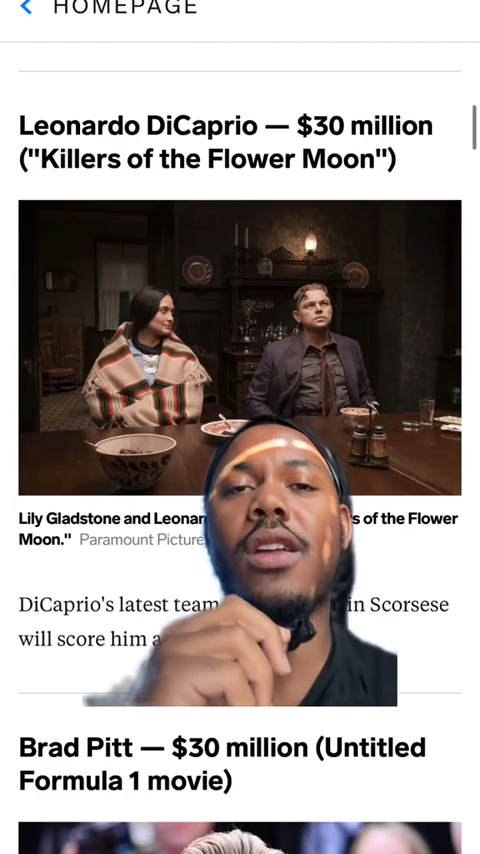 HOMEPAGE
Leonardo DiCaprio — $30 million
("Killers of the Flower Moon")
Lily Gladstone and Leonar s of the Flower
Moon." Paramount Picture
DiCaprio's latest team in Scorsese
will score him a
Brad Pitt — $30 million (Untitled
Formula 1 movie)